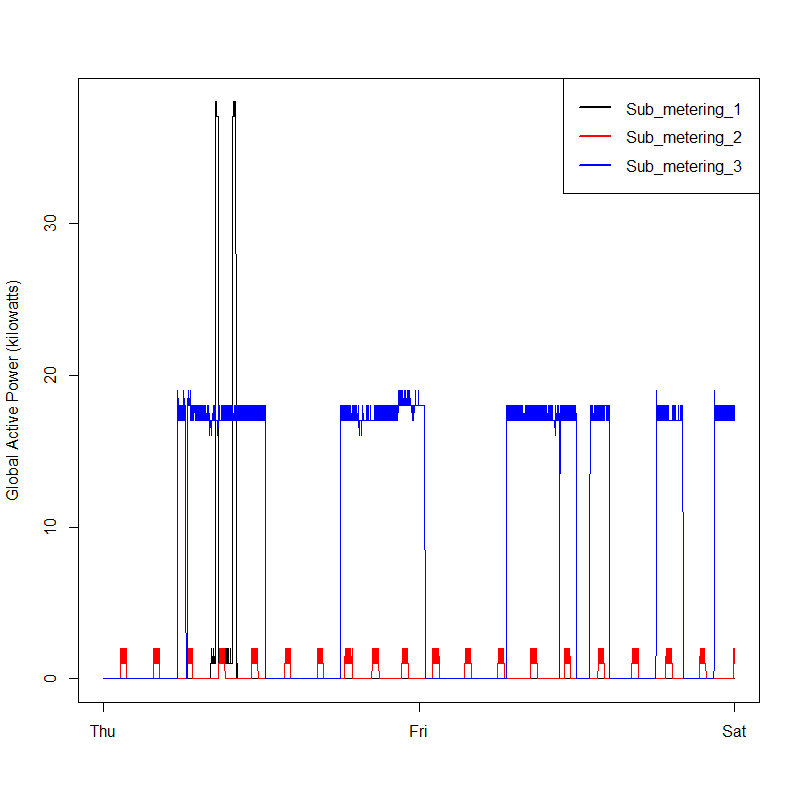 Sub_metering_1
Sub_metering_2
Sub_metering_3
Global Active Power (kilowatts)
30
20
10
0
Thu Fri Sat